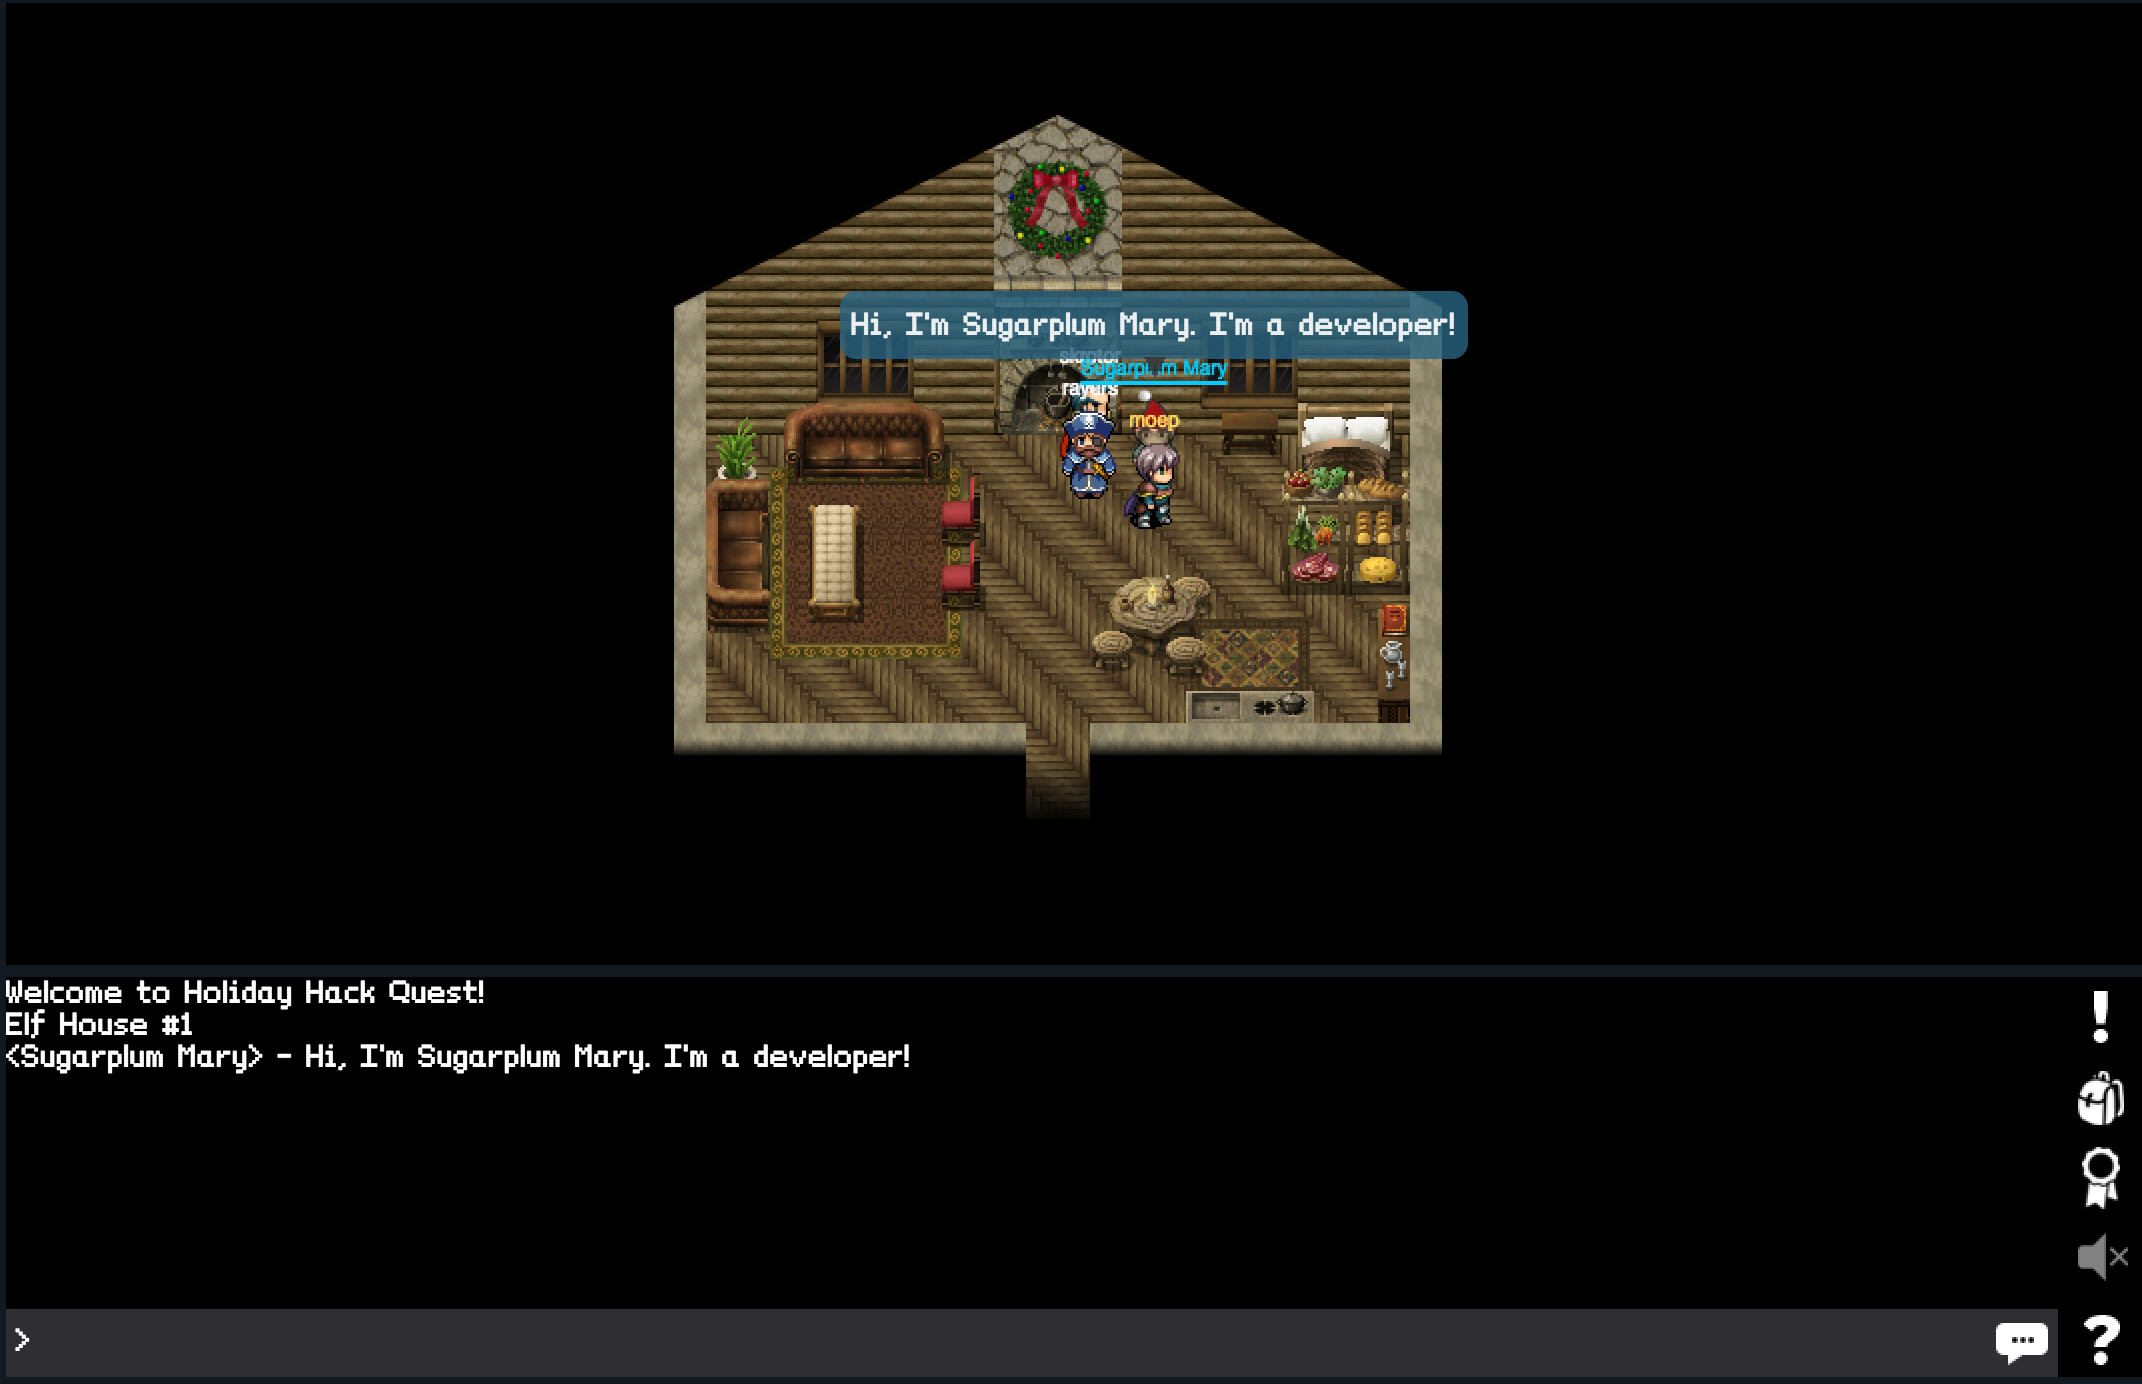 Hi, I'm Sugarplum Mary. I'm a developer!
rayers
moep
Welcome to Holiday Hack Quest!
Elf House #1
<Sugarplum Mary> - Hi, I'm Sugarplum Mary. I'm a developer!
>